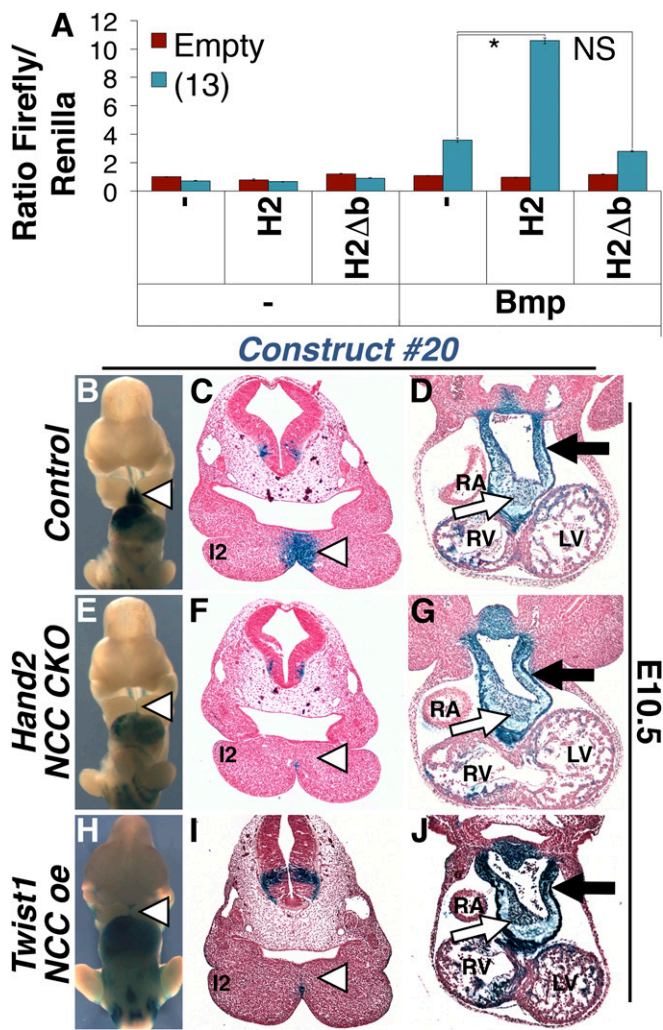 A
Ratio Firefly/
Renilla
12
10
8
6
4
2
0
Empty
(13)
*
NS
-
H2
H2Δb
-
H2
H2Δb
-
Bmp
Construct #20
B
C
D
Control
I2
RA
RV
LV
E
F
G
Hand2
NCC CKO
I2
RA
RV
LV
H
I
J
Twist1
NCC oe
I2
RA
RV
LV
E10.5